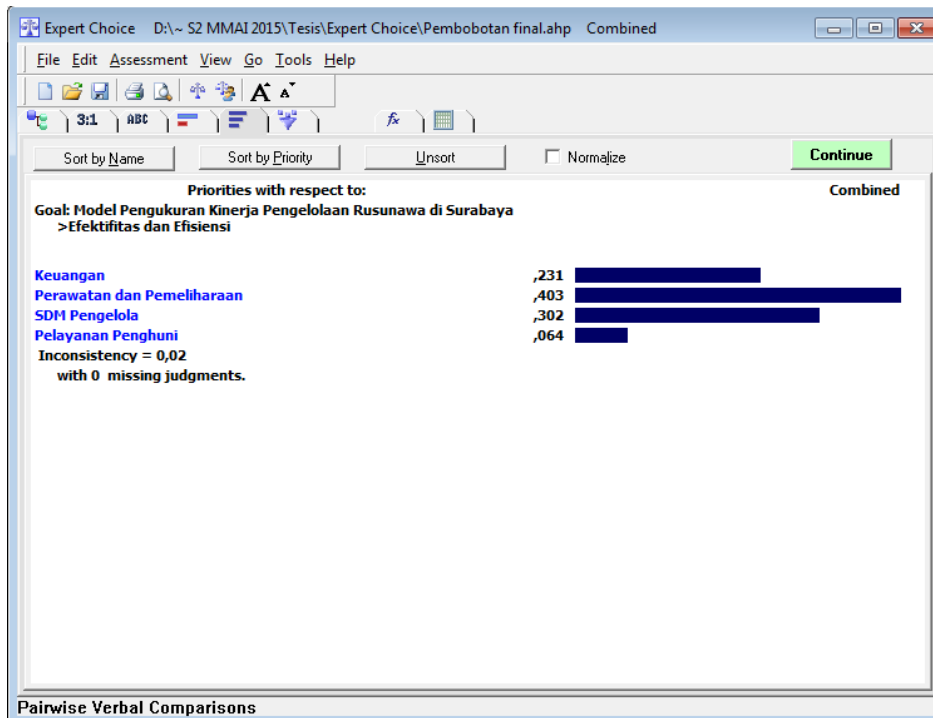 Expert Choice D:\~ S2 MMAI 2015\Tesis\Expert Choice\Pembobotan final.ahp Combined
File Edit Assessment View Go Tools Help
A A
3:1 ABC fx
Sort by Name Sort by Priority Unsort Normalize Continue
Priorities with respect to: Combined
Goal: Model Pengukuran Kinerja Pengelolaan Rusunawa di Surabaya
>Efektifitas dan Efisiensi
Keuangan ,231
Perawatan dan Pemeliharaan ,403
SDM Pengelola ,302
Pelayanan Penghuni ,064
Inconsistency = 0,02
with 0 missing judgments.
Pairwise Verbal Comparisons